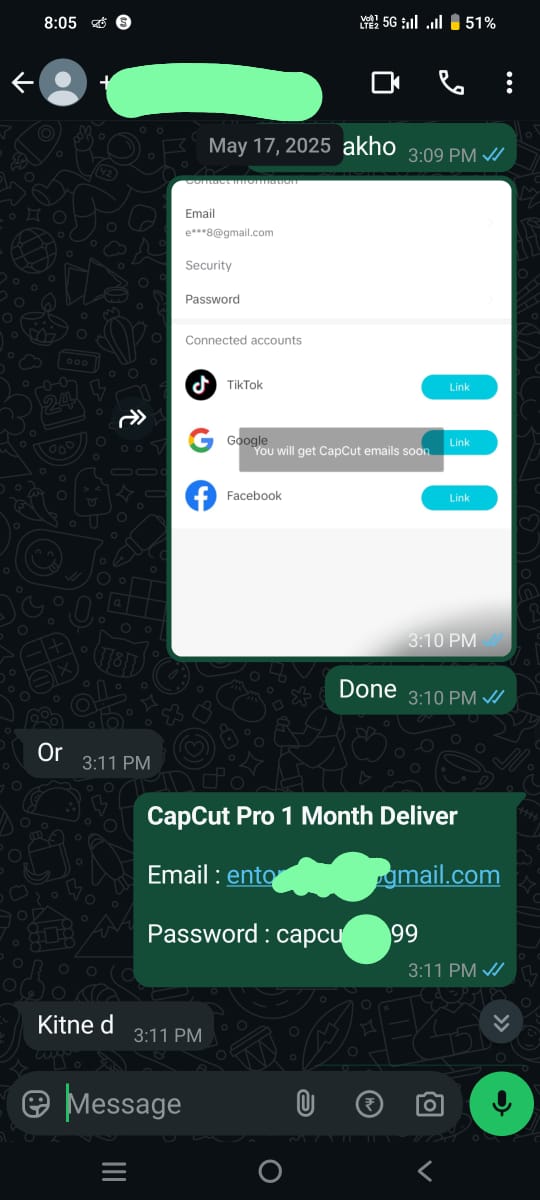 8:05
Vo)) 1
LTE2 5G 51%
+
May 17, 2025
akho 3:09 PM
Contact information
Email
e***8@gmail.com
Security
Password
Connected accounts
TikTok Link
Google Link
You will get CapCut emails soon
Facebook Link
3:10 PM
Done 3:10 PM
Or 3:11 PM
CapCut Pro 1 Month Deliver
Email : ento gmail.com
Password : capcu 99
3:11 PM
Kitne d 3:11 PM
Message